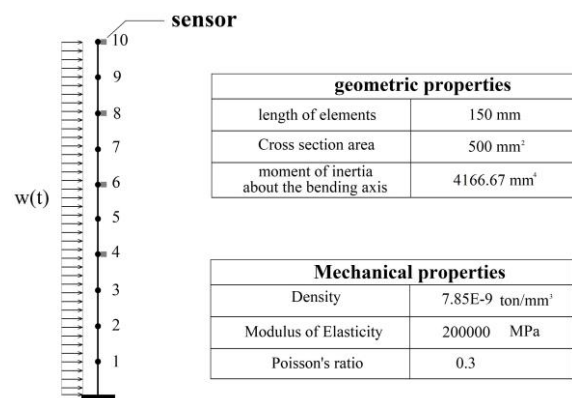 sensor
10
9
8
7
6
5
4
3
2
1
w(t)
geometric properties
length of elements 150 mm
Cross section area 500 mm²
moment of inertia
about the bending axis 4166.67 mm⁴
Mechanical properties
Density 7.85E-9 ton/mm³
Modulus of Elasticity 200000 MPa
Poisson's ratio 0.3